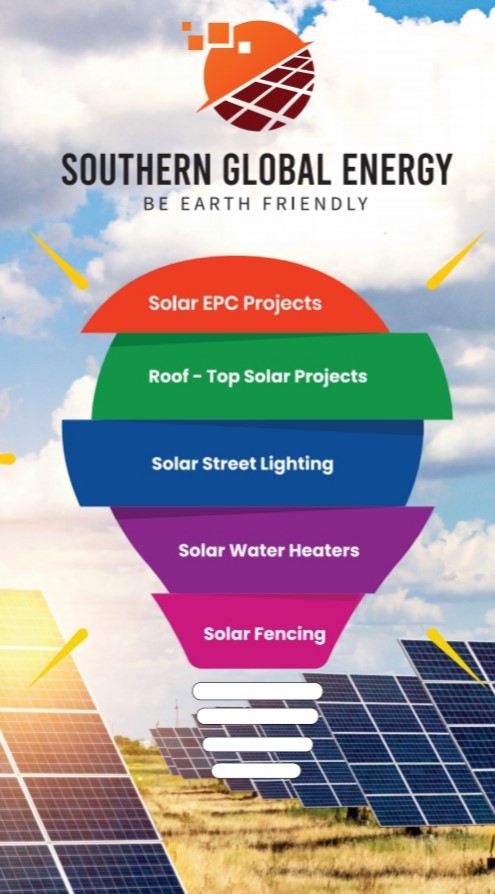 SOUTHERN GLOBAL ENERGY
BE EARTH FRIENDLY
Solar EPC Projects
Roof - Top Solar Projects
Solar Street Lighting
Solar Water Heaters
Solar Fencing